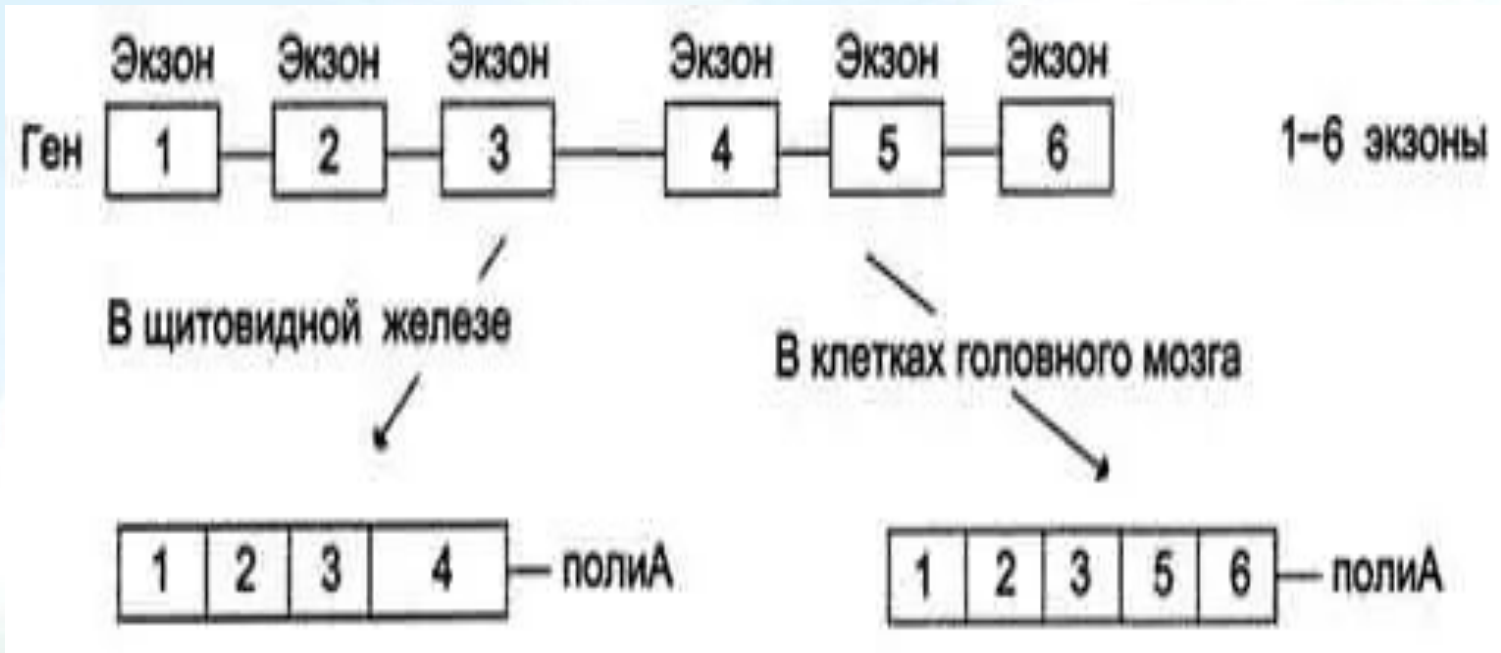 Экзон Экзон Экзон Экзон Экзон Экзон
Ген 1 2 3 4 5 6 1–6 экзоны
В щитовидной железе
В клетках головного мозга
1 2 3 4 полиА
1 2 3 5 6 полиА